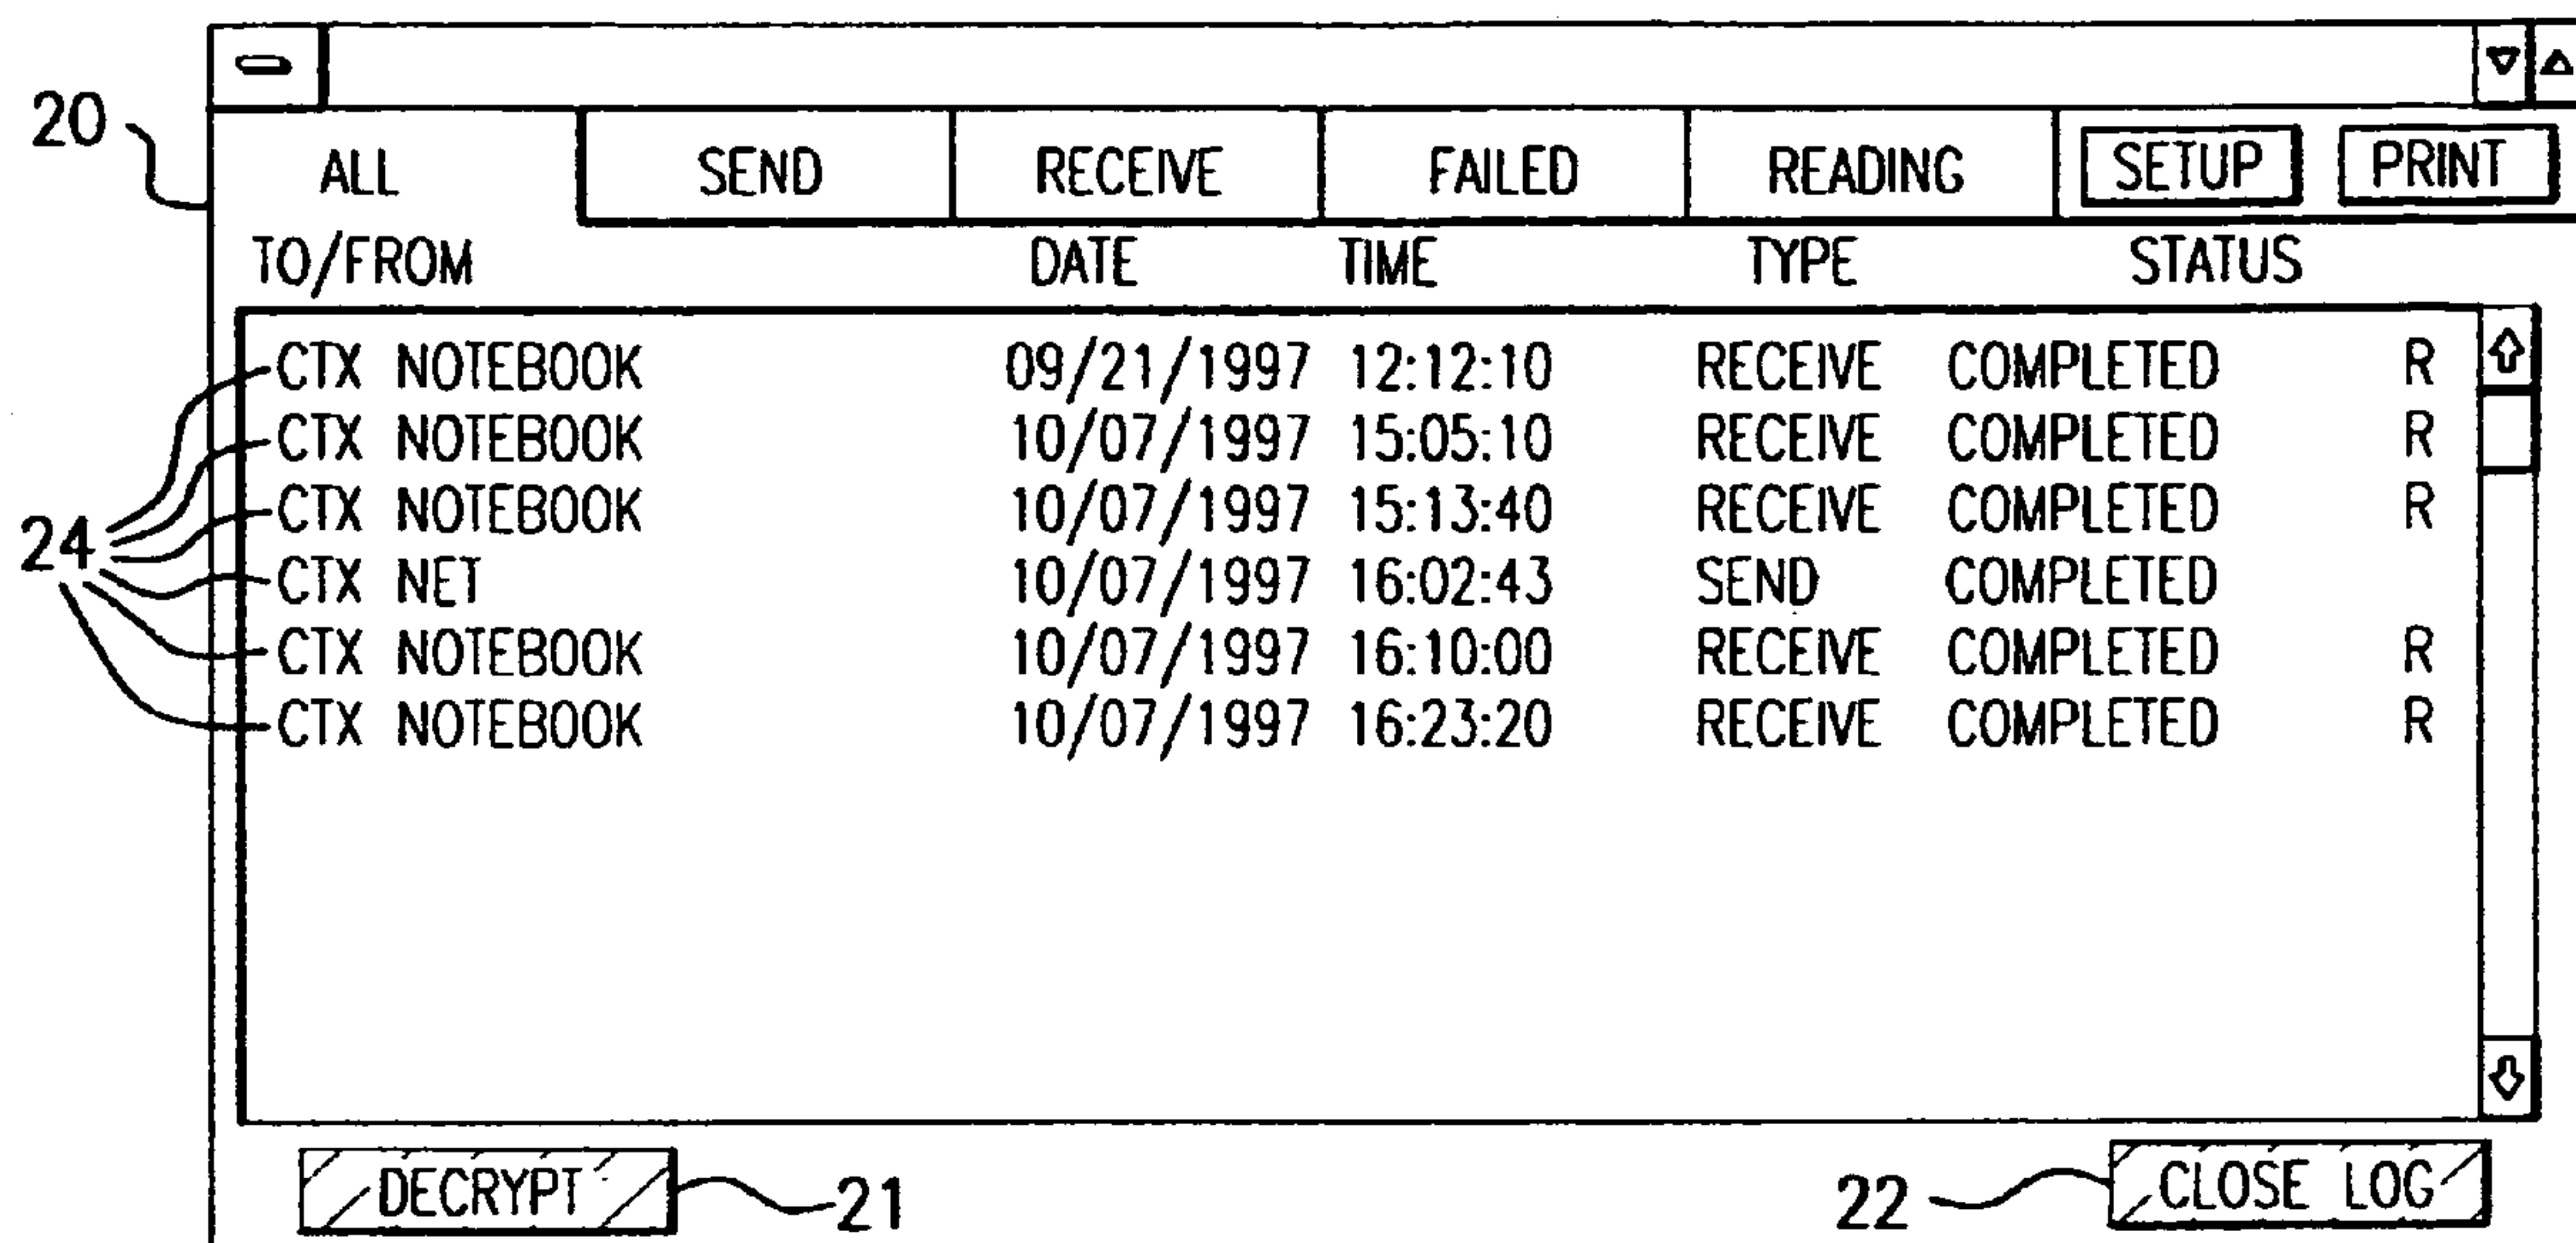 20
ALL SEND RECEIVE FAILED READING SETUP PRINT
TO/FROM DATE TIME TYPE STATUS
CTX NOTEBOOK 09/21/1997 12:12:10 RECEIVE COMPLETED R
CTX NOTEBOOK 10/07/1997 15:05:10 RECEIVE COMPLETED R
CTX NOTEBOOK 10/07/1997 15:13:40 RECEIVE COMPLETED R
24
CTX NET 10/07/1997 16:02:43 SEND COMPLETED
CTX NOTEBOOK 10/07/1997 16:10:00 RECEIVE COMPLETED R
CTX NOTEBOOK 10/07/1997 16:23:20 RECEIVE COMPLETED R
DECRYPT 21 22 CLOSE LOG